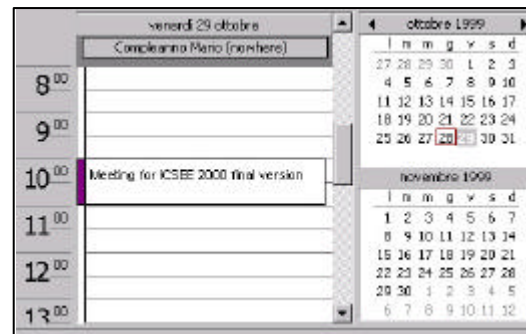 venerdì 29 ottobre
Compleanno Mario (nowhere)
8 00
9 00
10 00
Meeting for ICSEE 2000 final version
11 00
12 00
13 00
ottobre 1999
l m m g v s d
27 28 29 30 1 2 3
4 5 6 7 8 9 10
11 12 13 14 15 16 17
18 19 20 21 22 23 24
25 26 27 28 29 30 31
novembre 1999
l m m g v s d
1 2 3 4 5 6 7
8 9 10 11 12 13 14
15 16 17 18 19 20 21
22 23 24 25 26 27 28
29 30 1 2 3 4 5
6 7 8 9 10 11 12